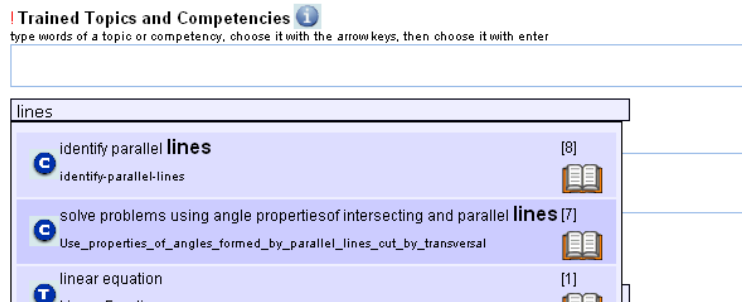 ! Trained Topics and Competencies i
type words of a topic or competency, choose it with the arrow keys, then choose it with enter
lines
C identify parallel lines [8]
identify-parallel-lines
C solve problems using angle propertiesof intersecting and parallel lines [7]
Use_properties_of_angles_formed_by_parallel_lines_cut_by_transversal
T linear equation [1]